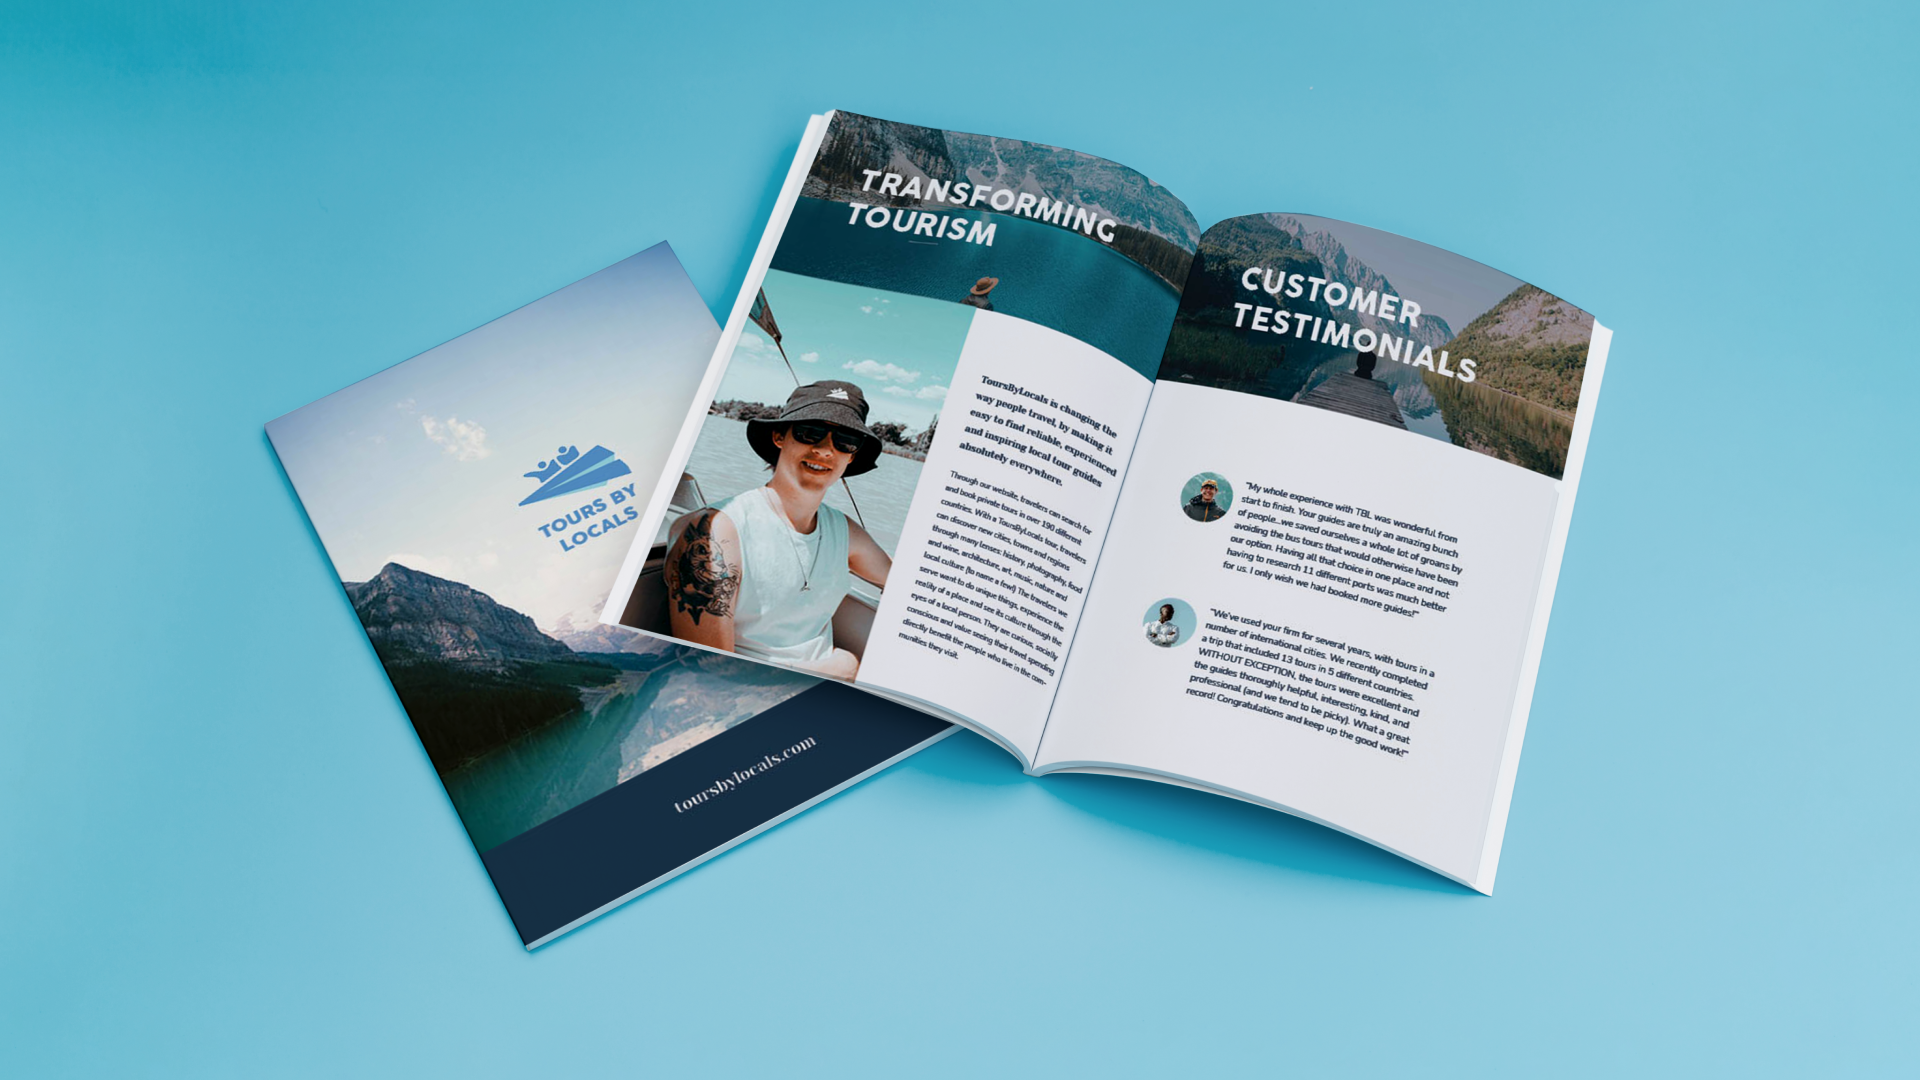 TOURS BY
LOCALS
toursbylocals.com
TRANSFORMING
TOURISM
ToursByLocals is changing the
way people travel, by making it
easy to find reliable, experienced
and inspiring local tour guides
absolutely everywhere.
Through our website, travelers can search for
and book private tours in over 190 different
countries. With a ToursByLocals tour, travelers
can discover new cities, towns and regions
through many lenses: history, photography, food
and wine, architecture, art, music, nature and
local culture (to name a few!) The travelers we
serve want to do unique things, experience the
reality of a place and see its culture through the
eyes of a local person. They are curious, socially
conscious and value seeing their travel spending
directly benefit the people who live in the com-
munities they visit.
CUSTOMER
TESTIMONIALS
"My whole experience with TBL was wonderful from
start to finish. Your guides are truly an amazing bunch
of people...we saved ourselves a whole lot of groans by
avoiding the bus tours that would otherwise have been
our option. Having all that choice in one place and not
having to research 11 different ports was much better
for us. I only wish we had booked more guides!"
"We've used your firm for several years, with tours in a
number of international cities. We recently completed
a trip that included 13 tours in 5 different countries.
WITHOUT EXCEPTION, the tours were excellent and
the guides thoroughly helpful, interesting, kind, and
professional (and we tend to be picky). What a great
record! Congratulations and keep up the good work!"